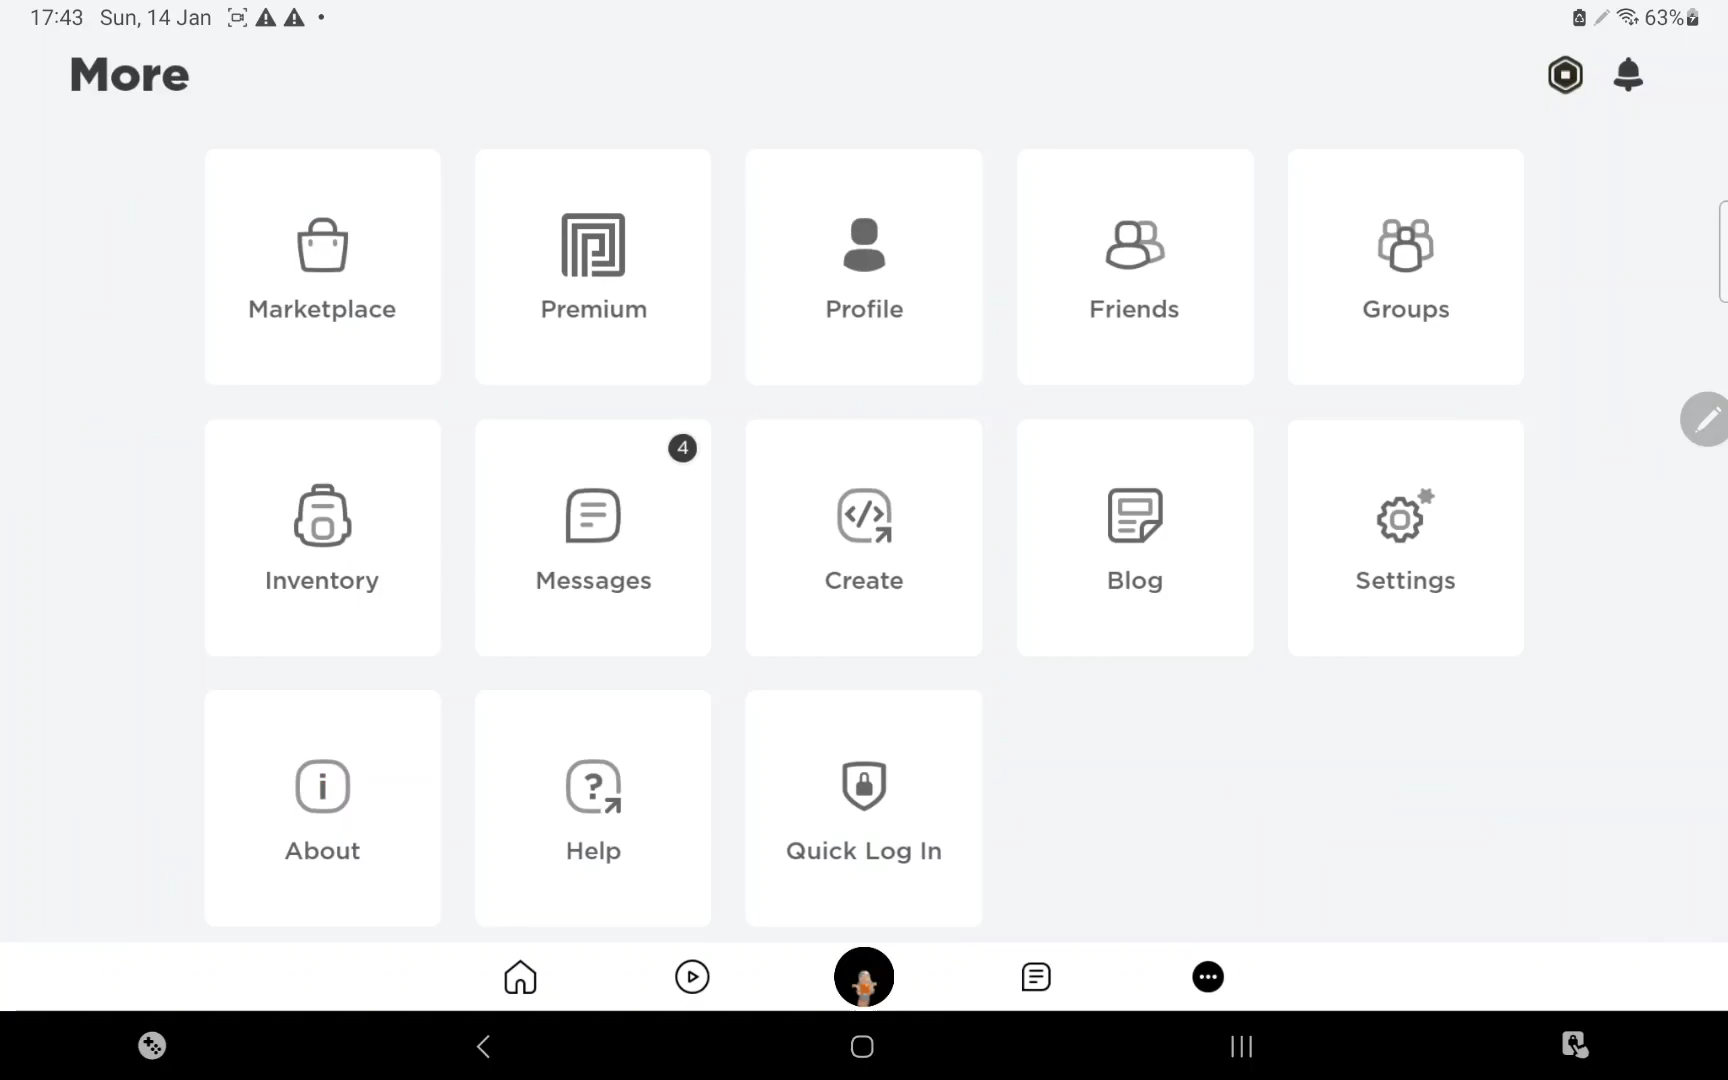 17:43 Sun, 14 Jan
63%
More
Marketplace
Premium
Profile
Friends
Groups
4
Inventory
Messages
Create
Blog
Settings
About
Help
Quick Log In